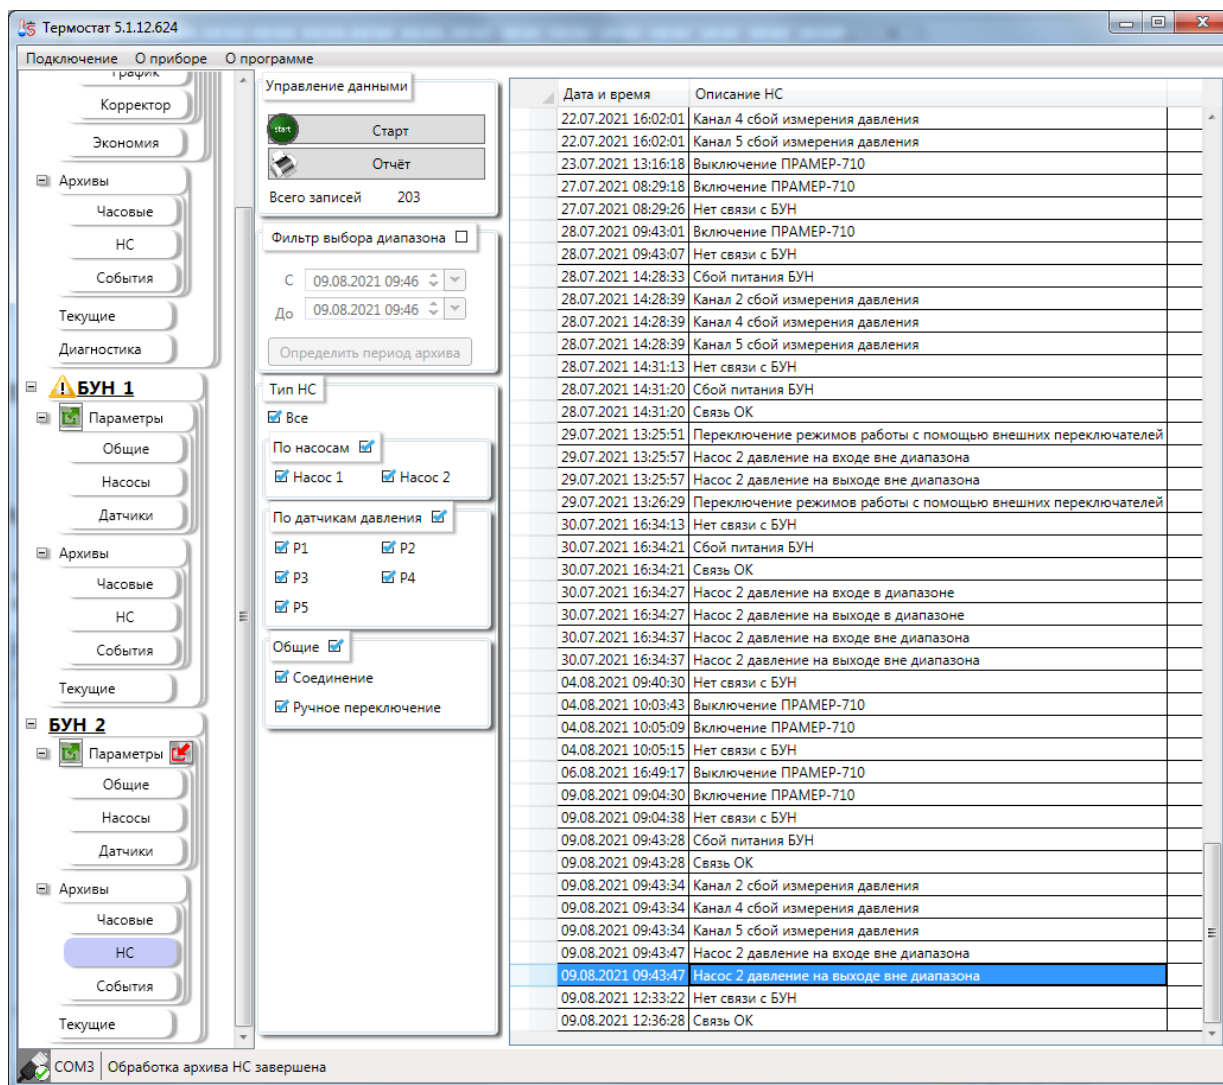 Термостат 5.1.12.624
Подключение О приборе О программе
График
Корректор
Экономия
Архивы
Часовые
НС
События
Текущие
Диагностика
БУН 1
Параметры
Общие
Насосы
Датчики
Архивы
Часовые
НС
События
Текущие
БУН 2
Параметры
Общие
Насосы
Датчики
Архивы
Часовые
НС
События
Текущие
Управление данными
start Старт
Отчёт
Всего записей 203
Фильтр выбора диапазона
С 09.08.2021 09:46
До 09.08.2021 09:46
Определить период архива
Тип НС
Все
По насосам
Насос 1 Насос 2
По датчикам давления
P1 P2
P3 P4
P5
Общие
Соединение
Ручное переключение
Дата и время Описание НС
22.07.2021 16:02:01 Канал 4 сбой измерения давления
22.07.2021 16:02:01 Канал 5 сбой измерения давления
23.07.2021 13:16:18 Выключение ПРАМЕР-710
27.07.2021 08:29:18 Включение ПРАМЕР-710
27.07.2021 08:29:26 Нет связи с БУН
28.07.2021 09:43:01 Включение ПРАМЕР-710
28.07.2021 09:43:07 Нет связи с БУН
28.07.2021 14:28:33 Сбой питания БУН
28.07.2021 14:28:39 Канал 2 сбой измерения давления
28.07.2021 14:28:39 Канал 4 сбой измерения давления
28.07.2021 14:28:39 Канал 5 сбой измерения давления
28.07.2021 14:31:13 Нет связи с БУН
28.07.2021 14:31:20 Сбой питания БУН
28.07.2021 14:31:20 Связь ОК
29.07.2021 13:25:51 Переключение режимов работы с помощью внешних переключателей
29.07.2021 13:25:57 Насос 2 давление на входе вне диапазона
29.07.2021 13:25:57 Насос 2 давление на выходе вне диапазона
29.07.2021 13:26:29 Переключение режимов работы с помощью внешних переключателей
30.07.2021 16:34:13 Нет связи с БУН
30.07.2021 16:34:21 Сбой питания БУН
30.07.2021 16:34:21 Связь ОК
30.07.2021 16:34:27 Насос 2 давление на входе в диапазоне
30.07.2021 16:34:27 Насос 2 давление на выходе в диапазоне
30.07.2021 16:34:37 Насос 2 давление на входе вне диапазона
30.07.2021 16:34:37 Насос 2 давление на выходе вне диапазона
04.08.2021 09:40:30 Нет связи с БУН
04.08.2021 10:03:43 Выключение ПРАМЕР-710
04.08.2021 10:05:09 Включение ПРАМЕР-710
04.08.2021 10:05:15 Нет связи с БУН
06.08.2021 16:49:17 Выключение ПРАМЕР-710
09.08.2021 09:04:30 Включение ПРАМЕР-710
09.08.2021 09:04:38 Нет связи с БУН
09.08.2021 09:43:28 Сбой питания БУН
09.08.2021 09:43:28 Связь ОК
09.08.2021 09:43:34 Канал 2 сбой измерения давления
09.08.2021 09:43:34 Канал 4 сбой измерения давления
09.08.2021 09:43:34 Канал 5 сбой измерения давления
09.08.2021 09:43:47 Насос 2 давление на входе вне диапазона
09.08.2021 09:43:47 Насос 2 давление на выходе вне диапазона
09.08.2021 12:33:22 Нет связи с БУН
09.08.2021 12:36:28 Связь ОК
COM3 Обработка архива НС завершена